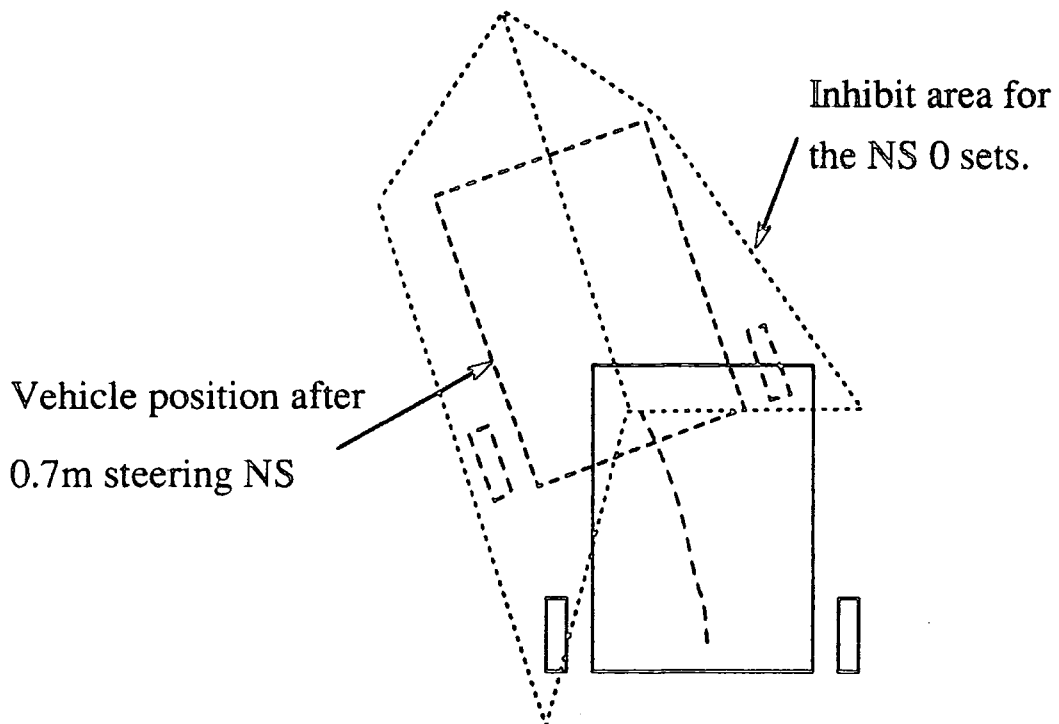 Inhibit area for
the NS 0 sets.
Vehicle position after
0.7m steering NS